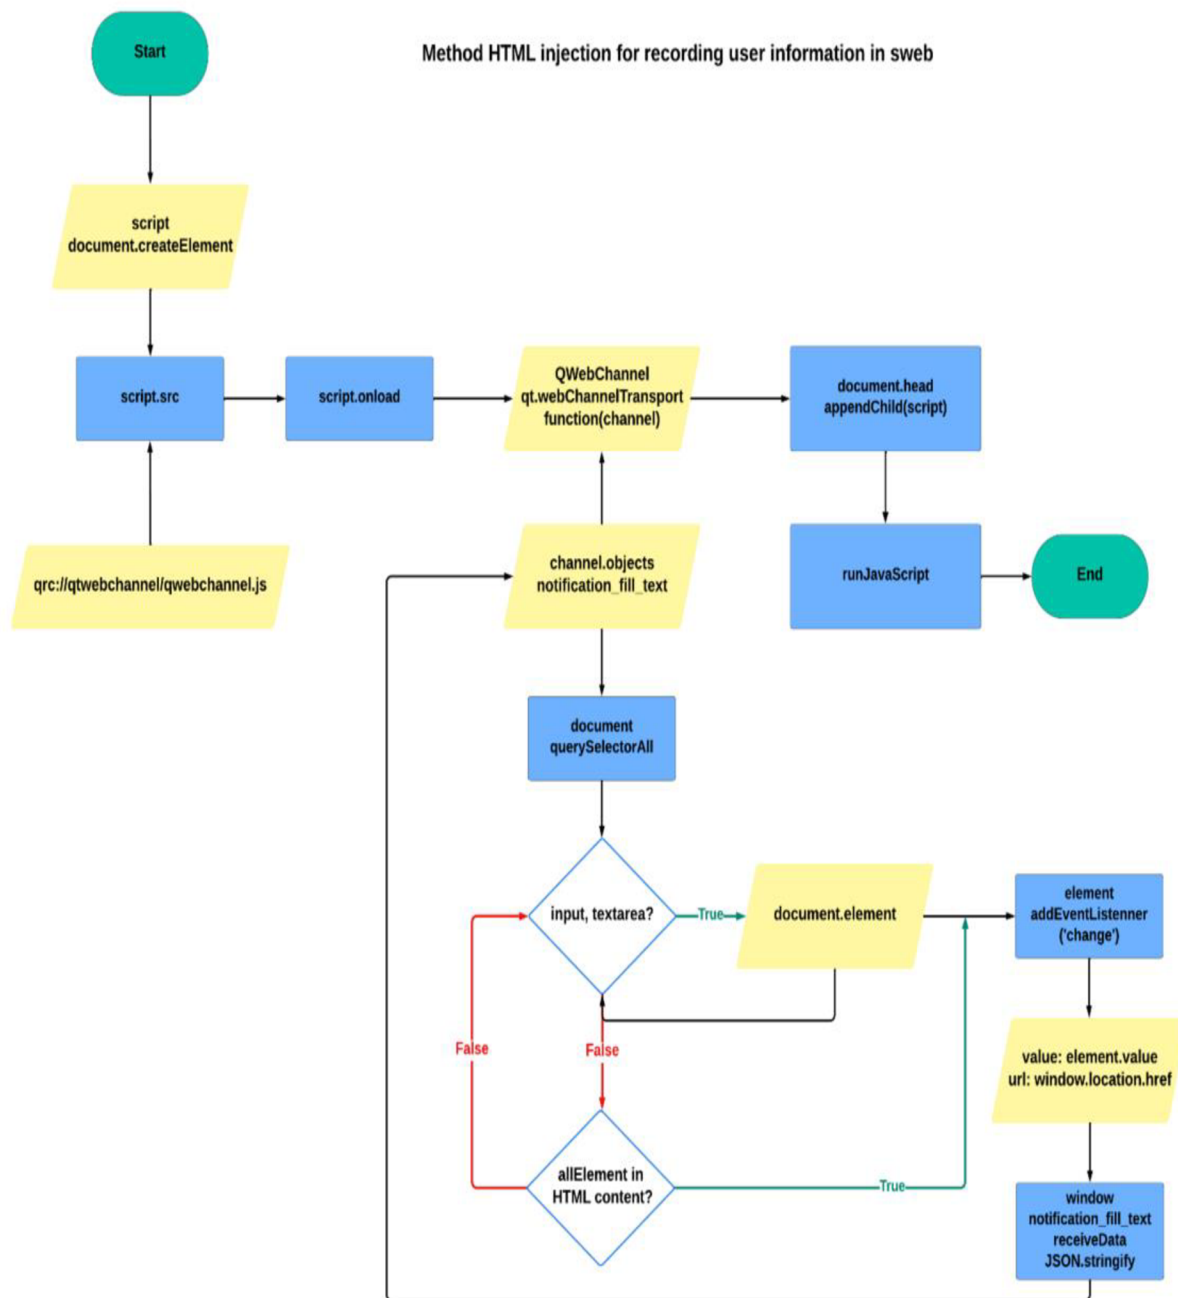 Start
Method HTML injection for recording user information in sweb
script
document.createElement
script.src
script.onload
QWebChannel
qt.webChannelTransport
function(channel)
document.head
appendChild(script)
qrc://qtwebchannel/qwebchannel.js
channel.objects
notification_fill_text
runJavaScript
End
document
querySelectorAll
input, textarea?
True
document.element
element
addEventListenner
('change')
False
False
value: element.value
url: window.location.href
allElement in
HTML content?
True
window
notification_fill_text
receiveData
JSON.stringify